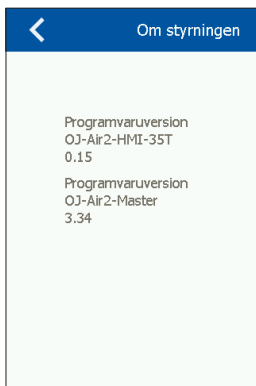 Om styrningen
Programvaruversion
OJ-Air2-HMI-35T
0.15
Programvaruversion
OJ-Air2-Master
3.34